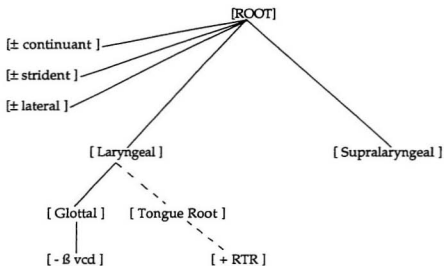 [ROOT]
[± continuant ]
[± strident ]
[± lateral ]
[ Laryngeal ] [ Supralaryngeal ]
[ Glottal ] [ Tongue Root ]
[ - ß vcd ] [ + RTR ]